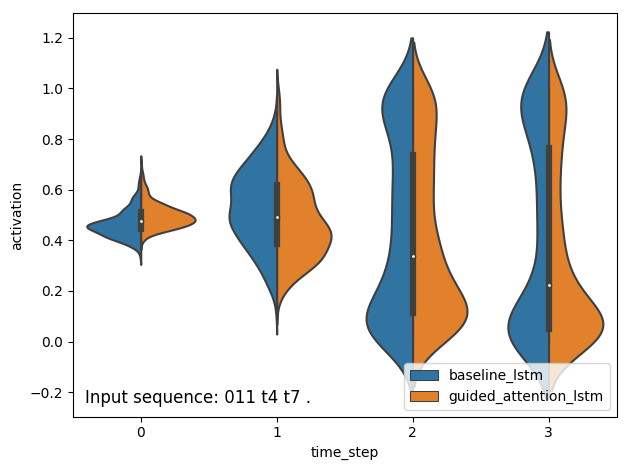 1.2
1.0
0.8
0.6
0.4
0.2
0.0
−0.2
activation
Input sequence: 011 t4 t7 .
baseline_lstm
guided_attention_lstm
0 1 2 3
time_step